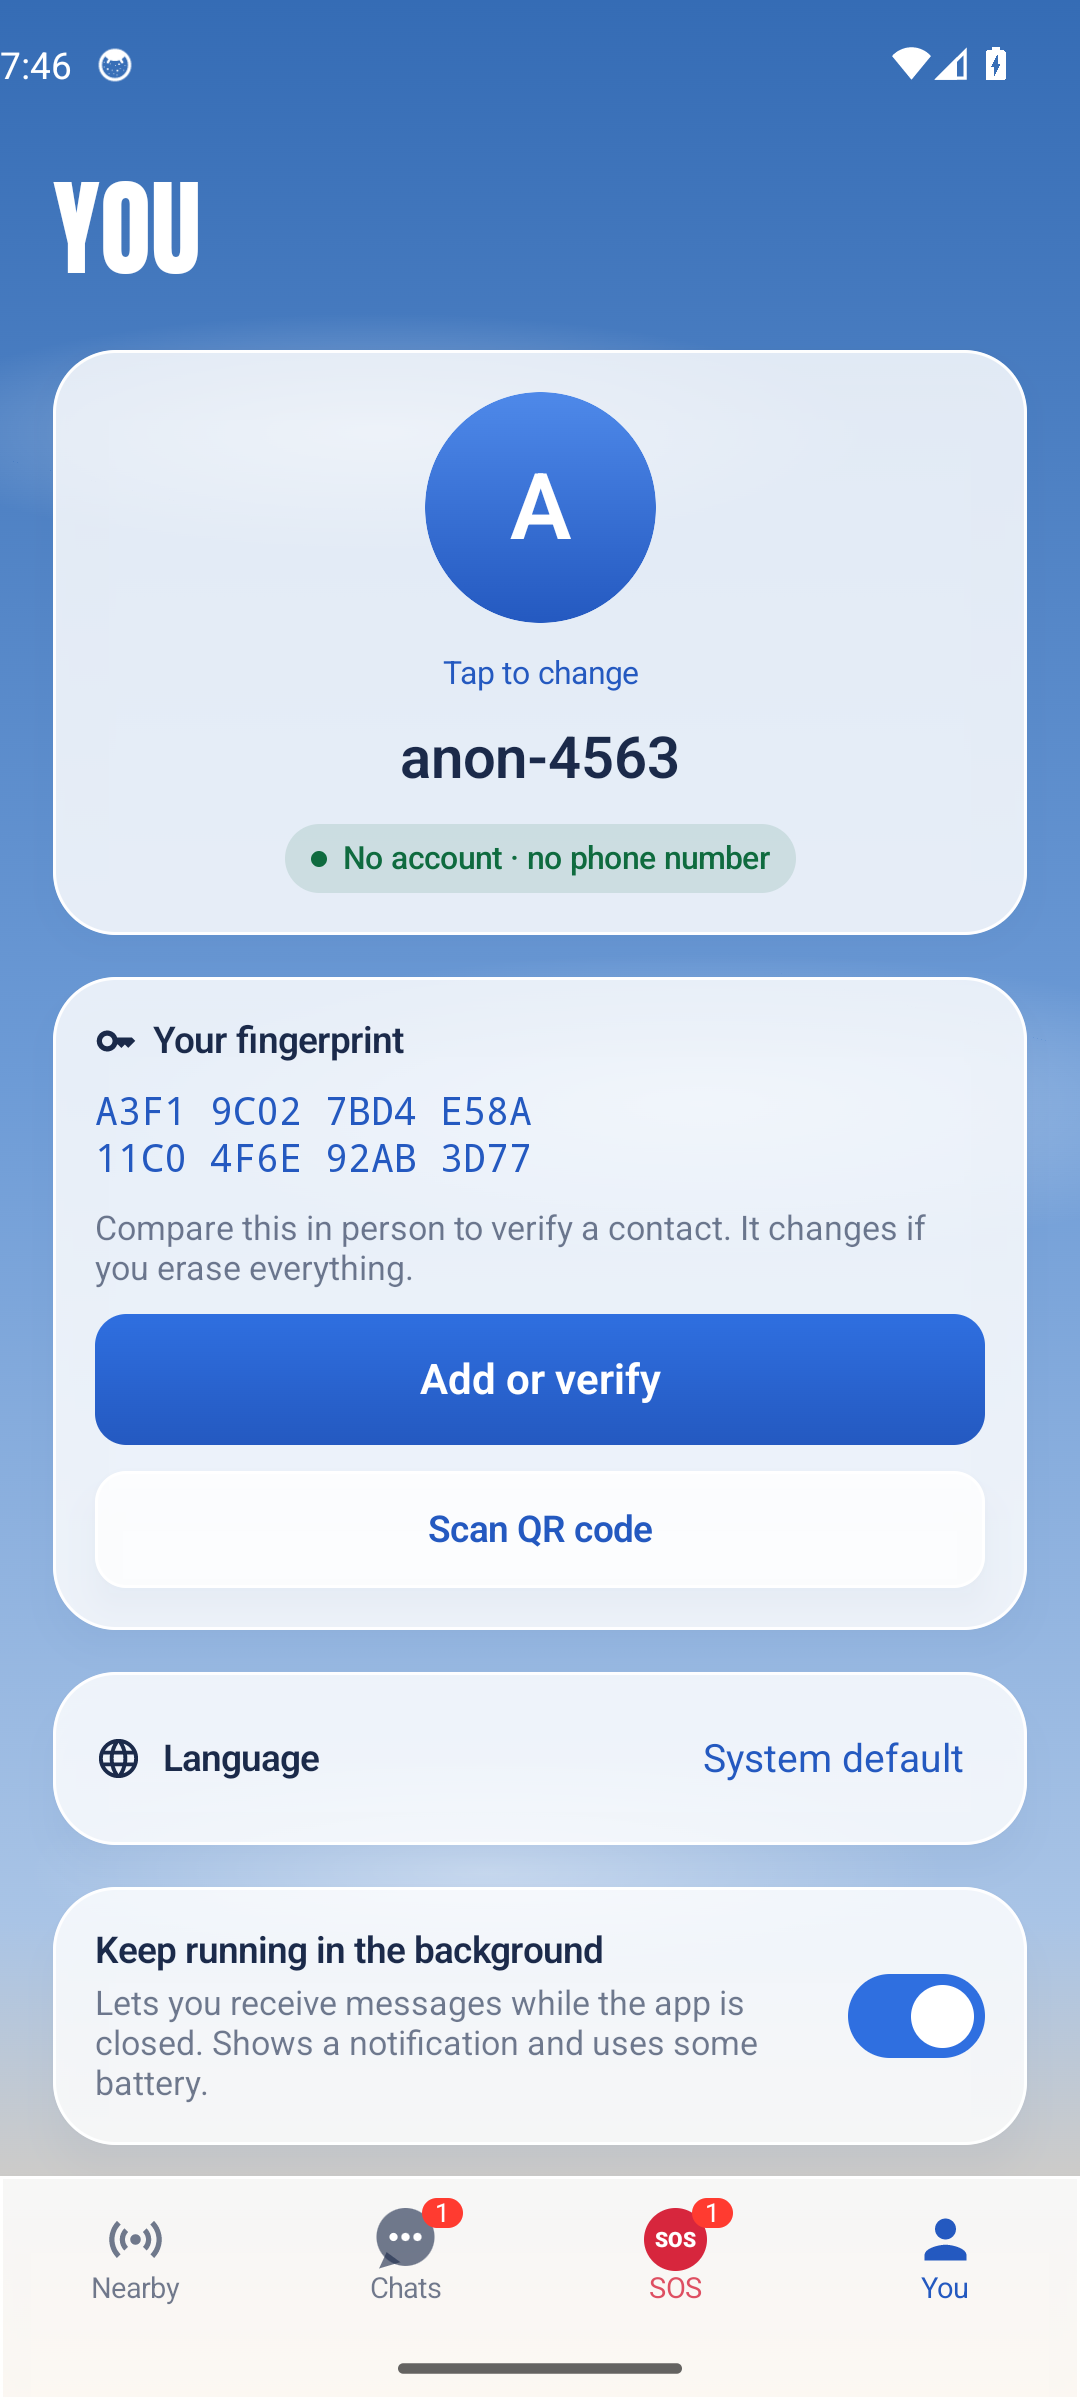 7:46
YOU
A
Tap to change
anon-4563
No account · no phone number
Your fingerprint
A3F1 9C02 7BD4 E58A
11C0 4F6E 92AB 3D77
Compare this in person to verify a contact. It changes if
you erase everything.
Add or verify
Scan QR code
Language
System default
Keep running in the background
Lets you receive messages while the app is
closed. Shows a notification and uses some
battery.
1
SOS
1
Nearby
Chats
SOS
You